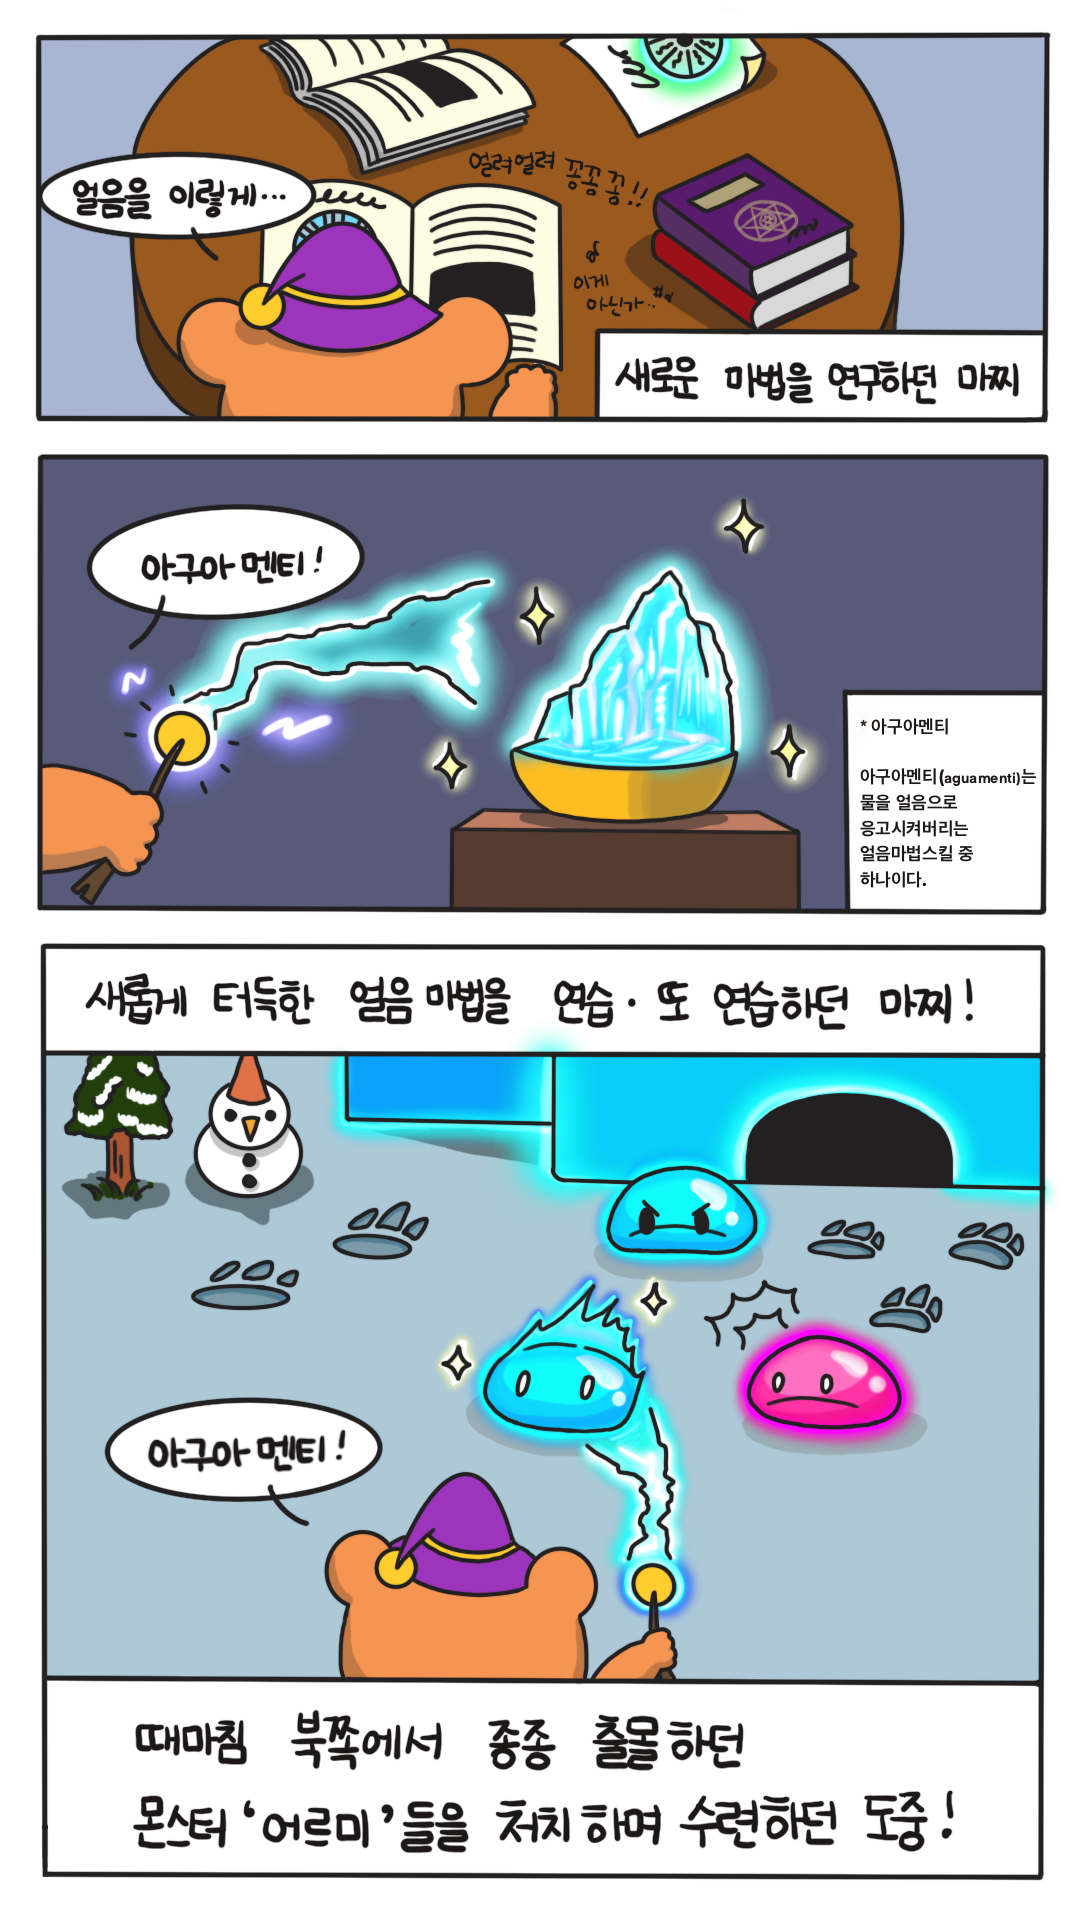 얼음을 이렇게...
얼려얼려 꽁꽁꽁!!
이게
아닌가..
새로운 마법을 연구하던 마찌
아구아멘티!
* 아구아멘티
아구아멘티(aguamenti)는
물을 얼음으로
응고시켜버리는
얼음마법스킬 중
하나이다.
새롭게 터득한 얼음 마법을 연습·또 연습하던 마찌!
아구아멘티!
때마침 북쪽에서 종종 출몰하던
몬스터 '어르미'들을 처치하며 수련하던 도중!